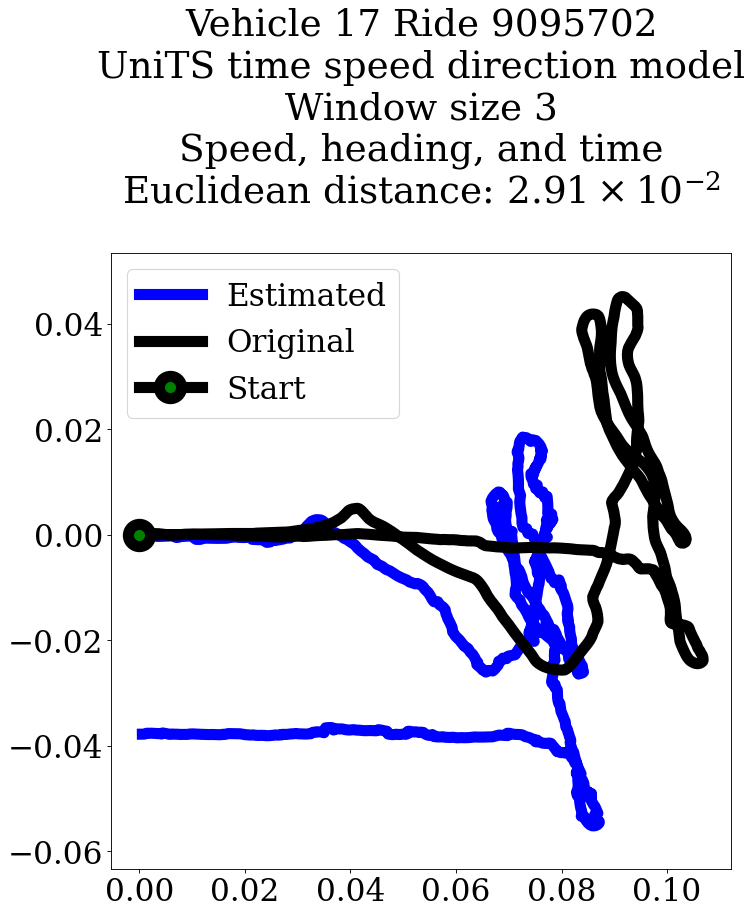 Vehicle 17 Ride 9095702
UniTS time speed direction model
Window size 3
Speed, heading, and time
Euclidean distance: 2.91 × 10⁻²
Estimated
Original
Start
0.04
0.02
0.00
−0.02
−0.04
−0.06
0.00 0.02 0.04 0.06 0.08 0.10